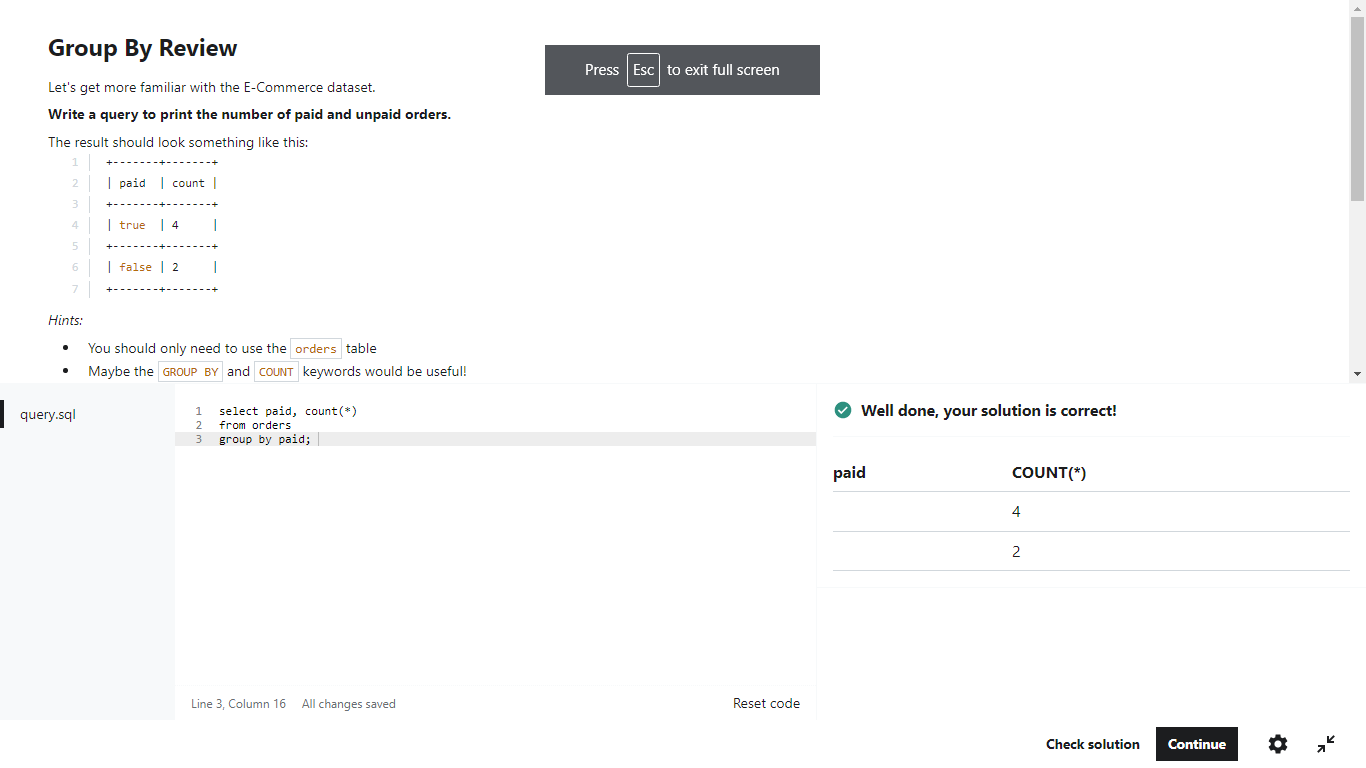 Group By Review
Press Esc to exit full screen
Let's get more familiar with the E-Commerce dataset.
Write a query to print the number of paid and unpaid orders.
The result should look something like this:
1 +-------+-------+
2 | paid  | count |
3 +-------+-------+
4 | true  | 4     |
5 +-------+-------+
6 | false | 2     |
7 +-------+-------+
Hints:
• You should only need to use the orders table
• Maybe the GROUP BY and COUNT keywords would be useful!
query.sql
1 select paid, count(*)
2 from orders
3 group by paid;
Well done, your solution is correct!
paid COUNT(*)
4
2
Line 3, Column 16 All changes saved
Reset code
Check solution Continue